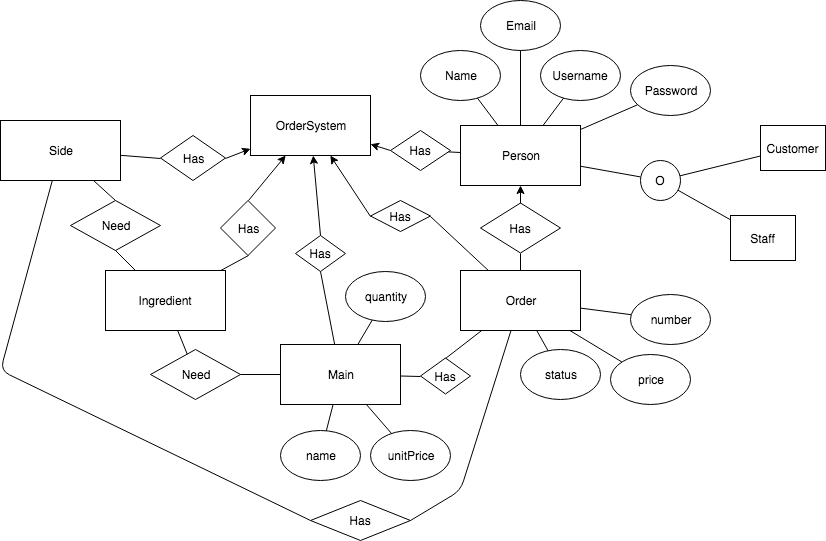 Email
Name
Username
Password
OrderSystem
Side
Has
Has
Person
Customer
O
Need
Has
Has
Has
Has
Staff
Ingredient
quantity
Order
number
Need
Main
Has
status
price
name
unitPrice
Has